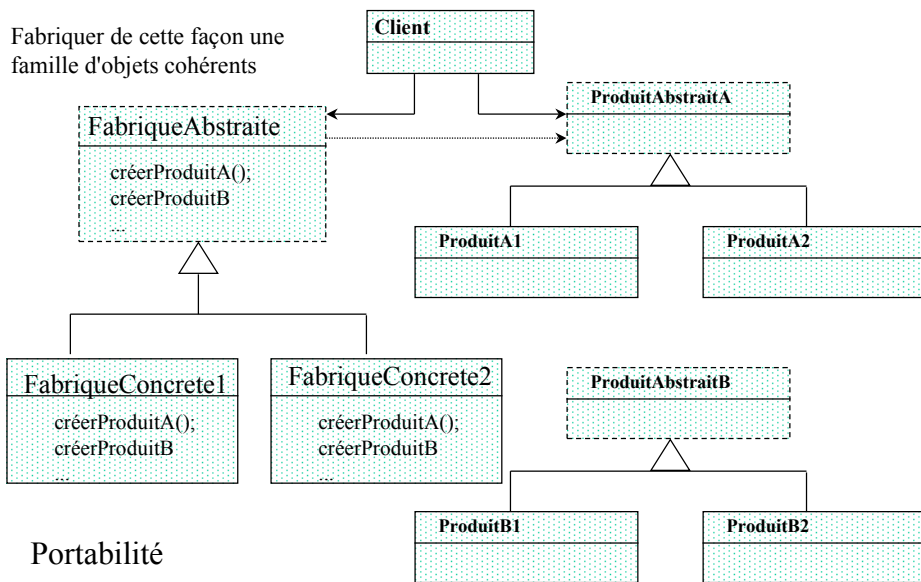 Fabriquer de cette façon une
famille d'objets cohérents
Client
FabriqueAbstraite
créerProduitA();
créerProduitB
...
ProduitAbstraitA
ProduitA1
ProduitA2
FabriqueConcrete1
créerProduitA();
créerProduitB
...
FabriqueConcrete2
créerProduitA();
créerProduitB
...
ProduitAbstraitB
ProduitB1
ProduitB2
Portabilité